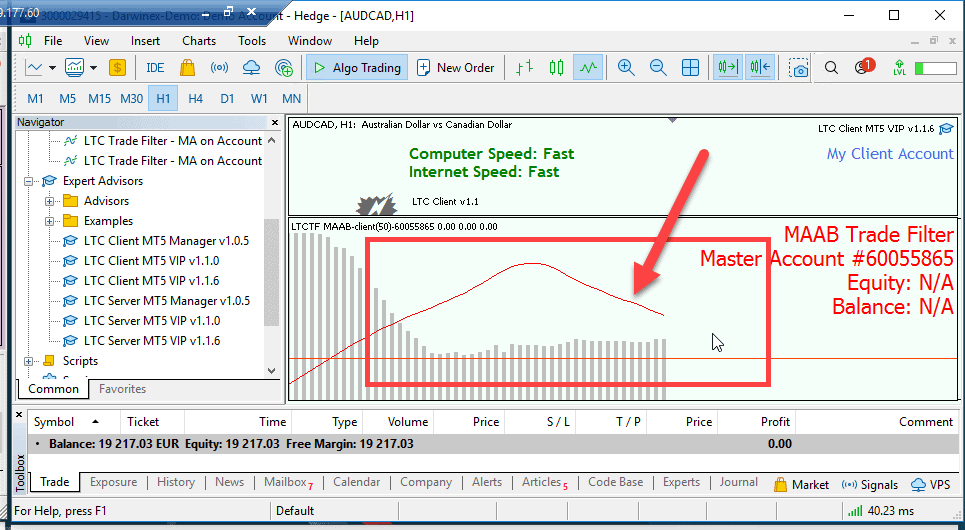 9.177.60
3000029415 - Darwinex-Demo: Demo Account - Hedge - [AUDCAD,H1]
File View Insert Charts Tools Window Help
IDE Algo Trading New Order 1 LVL
M1 M5 M15 M30 H1 H4 D1 W1 MN
Navigator
LTC Trade Filter - MA on Account
LTC Trade Filter - MA on Account
Expert Advisors
Advisors
Examples
LTC Client MT5 Manager v1.0.5
LTC Client MT5 VIP v1.1.0
LTC Client MT5 VIP v1.1.6
LTC Server MT5 Manager v1.0.5
LTC Server MT5 VIP v1.1.0
LTC Server MT5 VIP v1.1.6
Scripts
Common Favorites
AUDCAD, H1: Australian Dollar vs Canadian Dollar
LTC Client MT5 VIP v1.1.6
Computer Speed: Fast
My Client Account
Internet Speed: Fast
LTC Client v1.1
LTCTF MAAB-client(50)-60055865 0.00 0.00 0.00
MAAB Trade Filter
Master Account #60055865
Equity: N/A
Balance: N/A
Symbol Ticket Time Type Volume Price S / L T / P Price Profit Comment
Balance: 19 217.03 EUR Equity: 19 217.03 Free Margin: 19 217.03 0.00
Toolbox
Trade Exposure History News Mailbox 7 Calendar Company Alerts Articles 5 Code Base Experts Journal Market Signals VPS
For Help, press F1 Default 40.23 ms